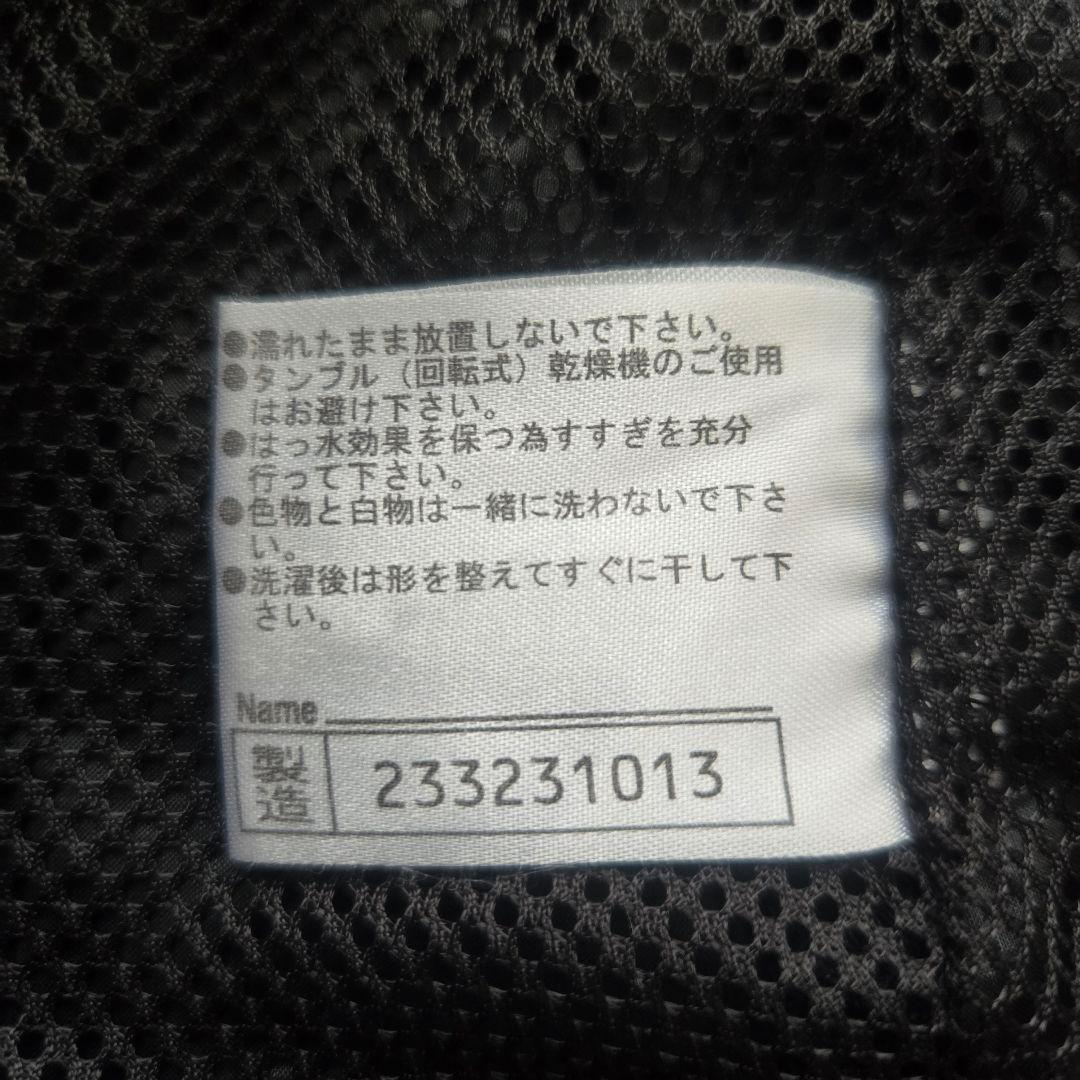 ●濡れたまま放置しないで下さい。
●タンブル（回転式）乾燥機のご使用
はお避け下さい。
●はっ水効果を保つ為すすぎを充分
行って下さい。
●色物と白物は一緒に洗わないで下さ
い。
●洗濯後は形を整えてすぐに干して下
さい。
Name
製造 233231013